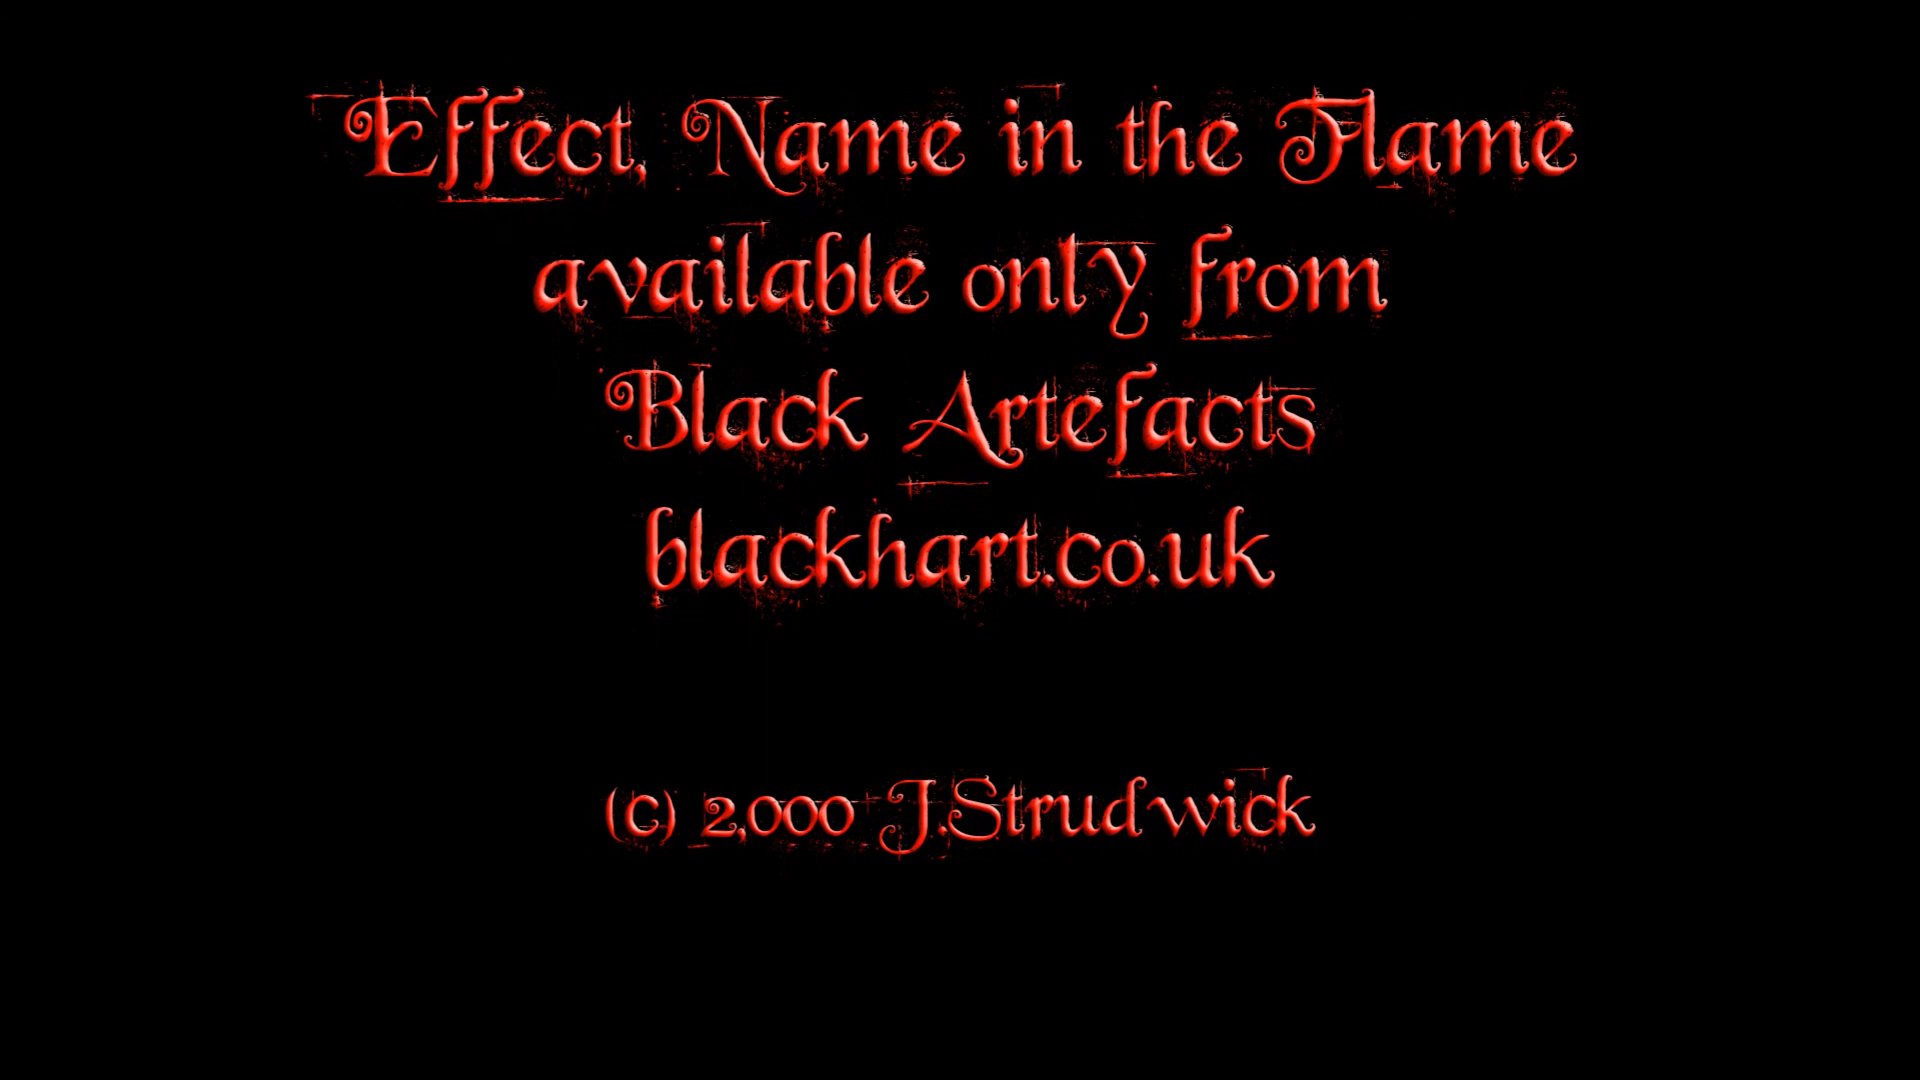 Effect, Name in the Flame
available only from
Black Artefacts
blackhart.co.uk
(c) 2,000 J.Strudwick